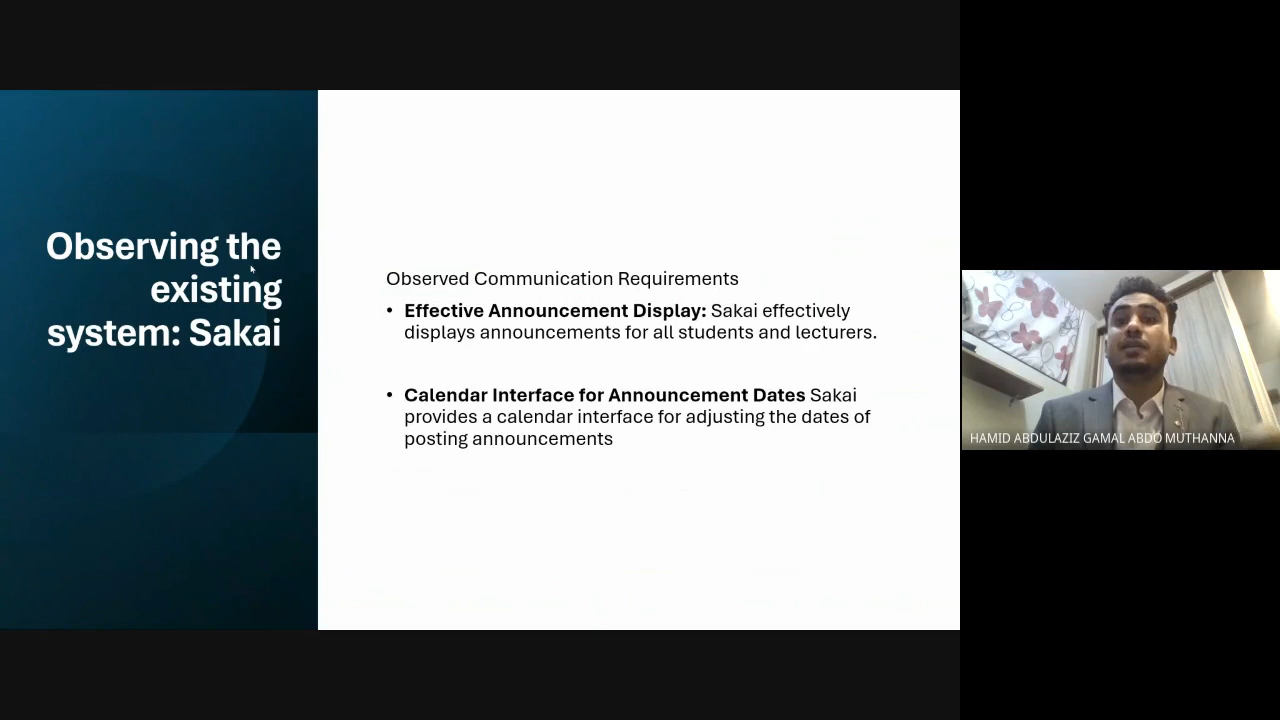 Observing the
existing
system: Sakai
Observed Communication Requirements
• Effective Announcement Display: Sakai effectively
displays announcements for all students and lecturers.
• Calendar Interface for Announcement Dates Sakai
provides a calendar interface for adjusting the dates of
posting announcements
HAMID ABDULAZIZ GAMAL ABDO MUTHANNA